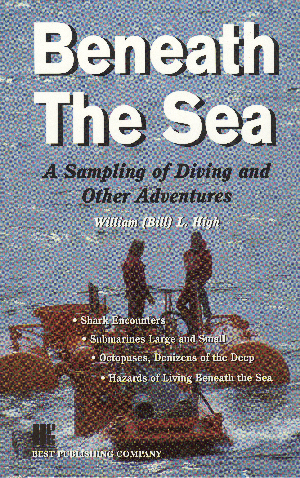 Beneath
The Sea
A Sampling of Diving and
Other Adventures
William (Bill) L. High
• Shark Encounters
• Submarines Large and Small
• Octopuses, Denizens of the Deep
• Hazards of Living Beneath the Sea
BEST PUBLISHING COMPANY